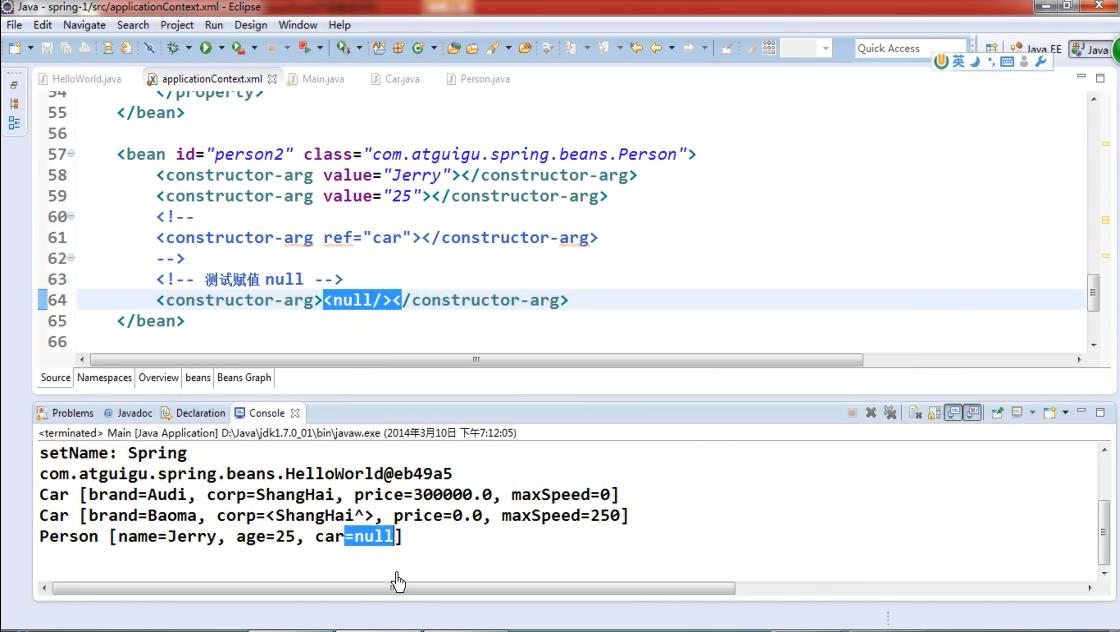 Java - spring-1/src/applicationContext.xml - Eclipse
File Edit Navigate Search Project Run Design Window Help
Quick Access
Java EE
Java
英
HelloWorld.java applicationContext.xml Main.java Car.java Person.java
54 </property>
55 </bean>
56
57 <bean id="person2" class="com.atguigu.spring.beans.Person">
58 <constructor-arg value="Jerry"></constructor-arg>
59 <constructor-arg value="25"></constructor-arg>
60 <!--
61 <constructor-arg ref="car"></constructor-arg>
62 -->
63 <!-- 测试赋值 null -->
64 <constructor-arg><null/></constructor-arg>
65 </bean>
66
Source Namespaces Overview beans Beans Graph
Problems @ Javadoc Declaration Console
<terminated> Main [Java Application] D:\Java\jdk1.7.0_01\bin\javaw.exe (2014年3月10日 下午7:12:05)
setName: Spring
com.atguigu.spring.beans.HelloWorld@eb49a5
Car [brand=Audi, corp=ShangHai, price=300000.0, maxSpeed=0]
Car [brand=Baoma, corp=<ShangHai^>, price=0.0, maxSpeed=250]
Person [name=Jerry, age=25, car=null]